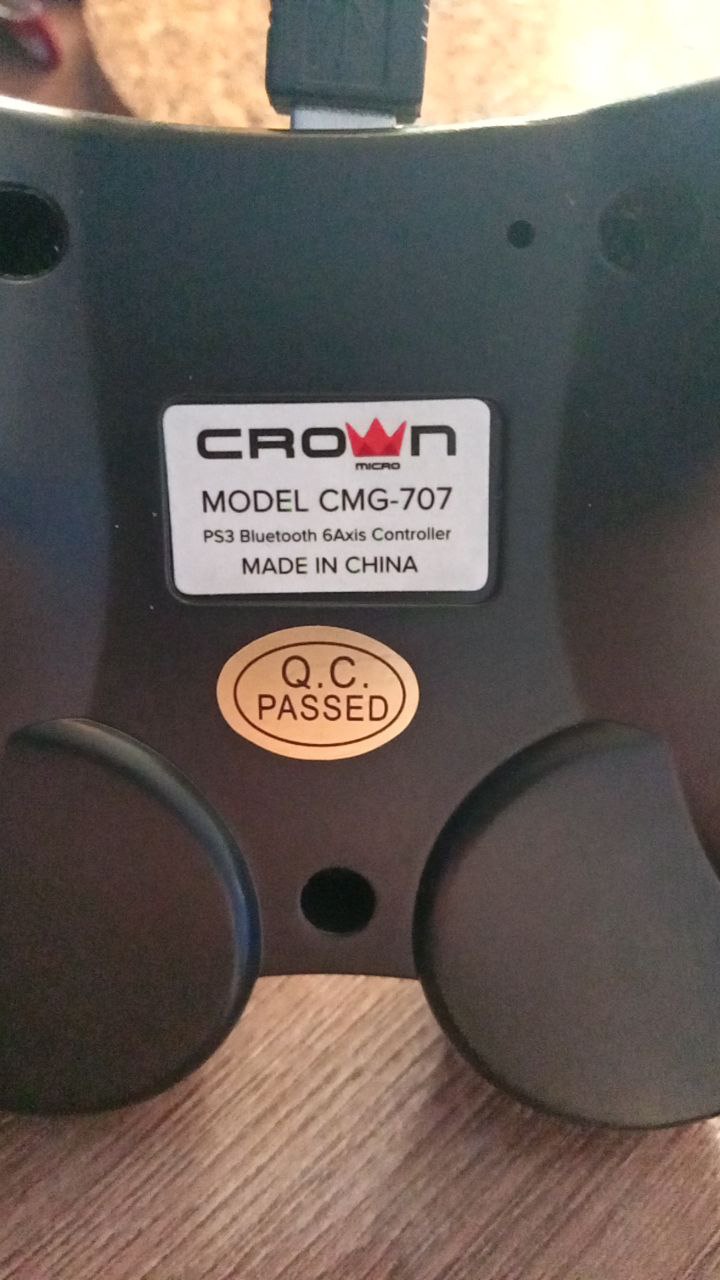 CROWN
MICRO
MODEL CMG-707
PS3 Bluetooth 6Axis Controller
MADE IN CHINA
Q.C.
PASSED